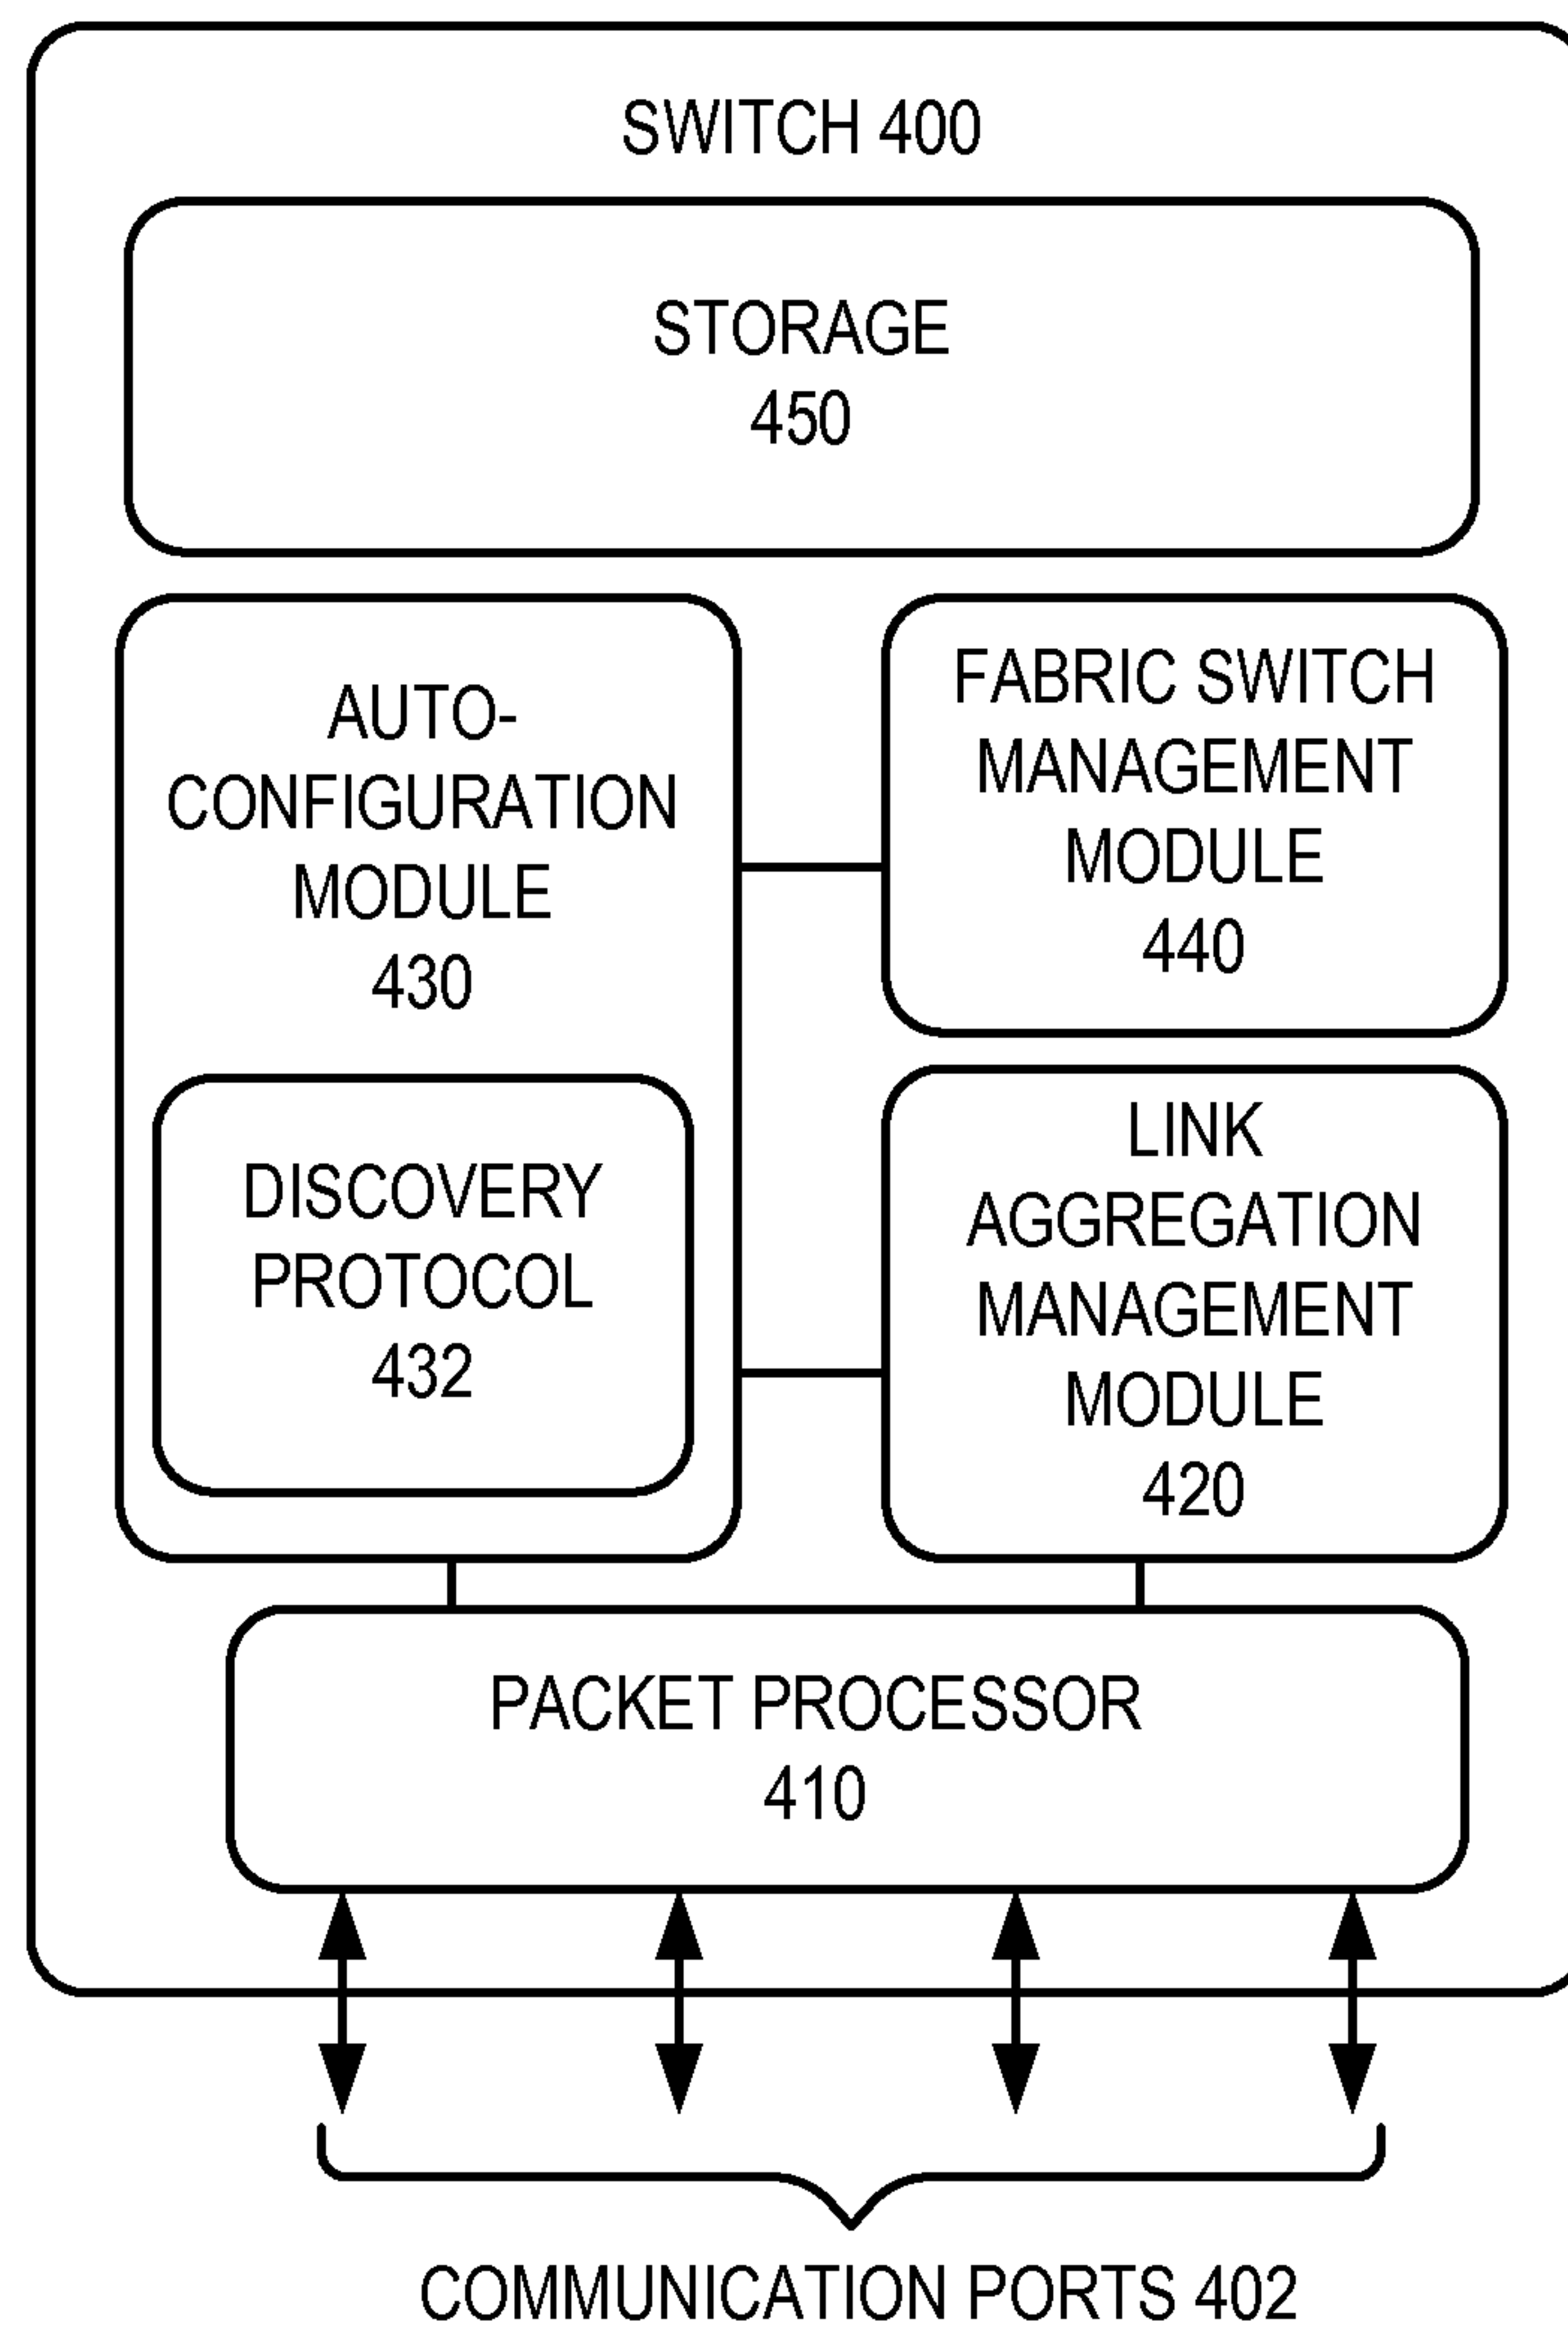 SWITCH 400
STORAGE
450
AUTO-
CONFIGURATION
MODULE
430
DISCOVERY
PROTOCOL
432
FABRIC SWITCH
MANAGEMENT
MODULE
440
LINK
AGGREGATION
MANAGEMENT
MODULE
420
PACKET PROCESSOR
410
COMMUNICATION PORTS 402